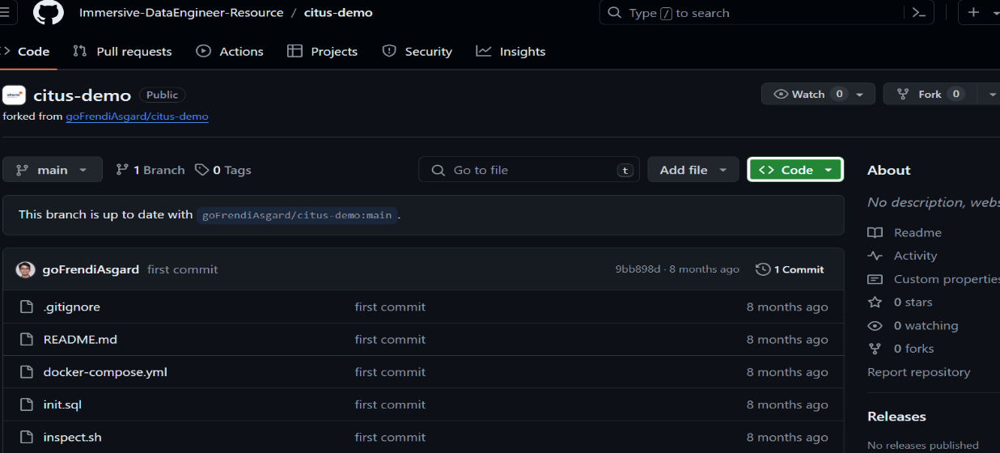 Immersive-DataEngineer-Resource / citus-demo
Type / to search
Code Pull requests Actions Projects Security Insights
citus-demo Public
Watch 0 Fork 0
forked from goFrendiAsgard/citus-demo
main 1 Branch 0 Tags Go to file t Add file Code
This branch is up to date with goFrendiAsgard/citus-demo:main.
goFrendiAsgard first commit 9bb898d · 8 months ago 1 Commit
.gitignore first commit 8 months ago
README.md first commit 8 months ago
docker-compose.yml first commit 8 months ago
init.sql first commit 8 months ago
inspect.sh first commit 8 months ago
About
No description, webs
Readme
Activity
Custom properties
0 stars
0 watching
0 forks
Report repository
Releases
No releases published